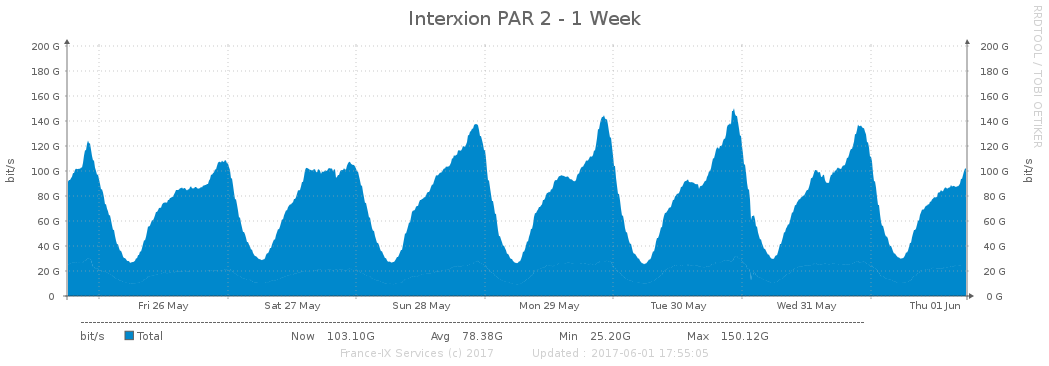 Interxion PAR 2 - 1 Week
RRDTOOL / TOBI OETIKER
200 G 200 G
180 G 180 G
160 G 160 G
140 G 140 G
120 G 120 G
100 G 100 G
80 G 80 G
60 G 60 G
40 G 40 G
20 G 20 G
0 0 G
bit/s
bit/s
Fri 26 May Sat 27 May Sun 28 May Mon 29 May Tue 30 May Wed 31 May Thu 01 Jun
bit/s Total Now 103.10G Avg 78.38G Min 25.20G Max 150.12G
France-IX Services (c) 2017 Updated : 2017-06-01 17:55:05